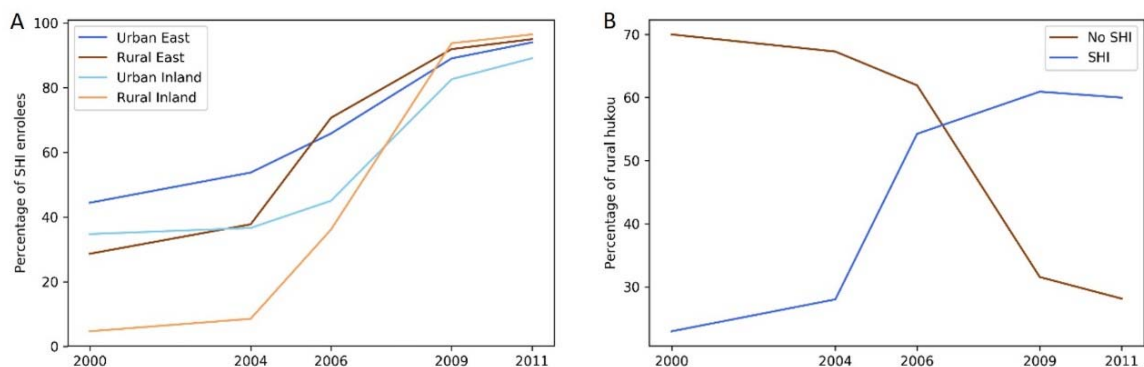 A
Percentage of SHI enrolees
100
80
60
40
20
0
Urban East
Rural East
Urban Inland
Rural Inland
2000 2004 2006 2009 2011
B
Percentage of rural hukou
70
60
50
40
30
No SHI
SHI
2000 2004 2006 2009 2011